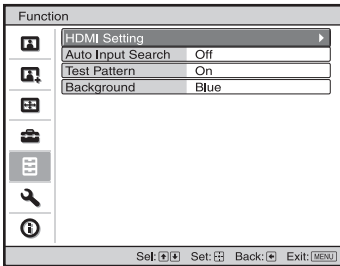 Function
HDMI Setting
Auto Input Search Off
Test Pattern On
Background Blue
Sel: Set: Back: Exit: MENU